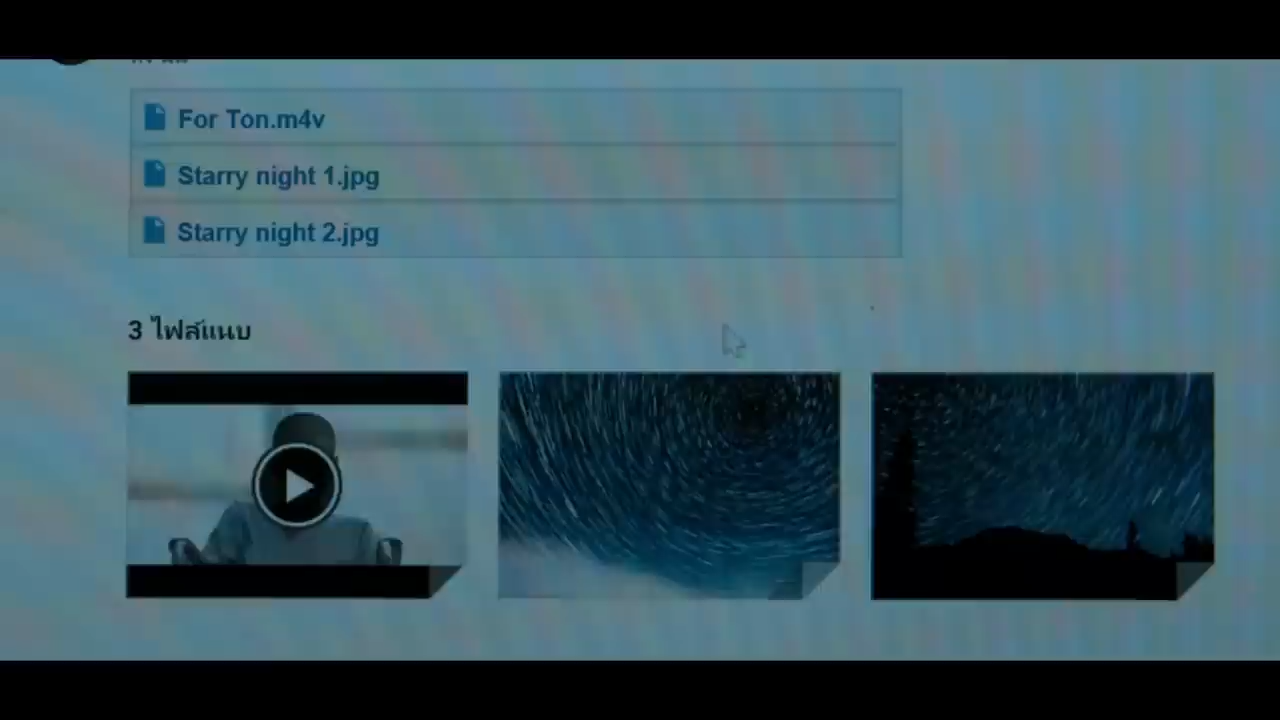 For Ton.m4v
Starry night 1.jpg
Starry night 2.jpg
3 ไฟล์แนบ